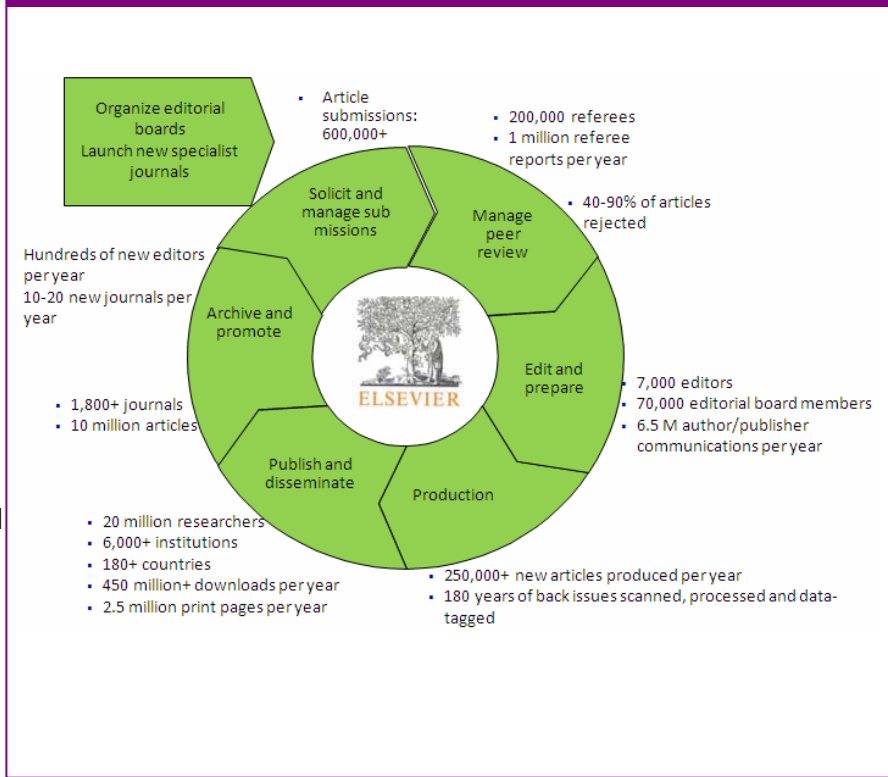 Organize editorial
boards
Launch new specialist
journals
▪ Article
submissions:
600,000+
▪ 200,000 referees
▪ 1 million referee
reports per year
▪ 40-90% of articles
rejected
Solicit and
manage sub
missions
Manage
peer
review
Hundreds of new editors
per year
10-20 new journals per
year
Archive and
promote
ELSEVIER
Edit and
prepare
▪ 7,000 editors
▪ 70,000 editorial board members
▪ 6.5 M author/publisher
communications per year
▪ 1,800+ journals
▪ 10 million articles
Publish and
disseminate
Production
▪ 20 million researchers
▪ 6,000+ institutions
▪ 180+ countries
▪ 450 million+ downloads per year
▪ 2.5 million print pages per year
▪ 250,000+ new articles produced per year
▪ 180 years of back issues scanned, processed and data-
tagged